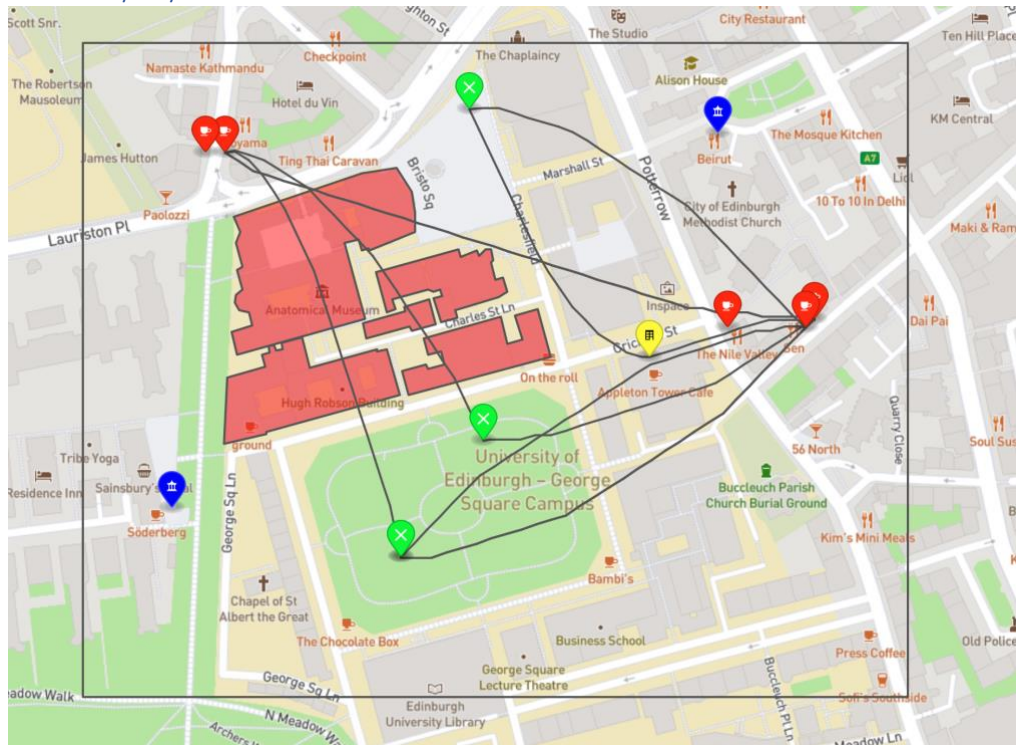 Scott Snr.
The Studio
City Restaurant
The Chaplaincy
Checkpoint
Ten Hill Place
Namaste Kathmandu
Alison House
The Robertson
Mausoleum
Hotel du Vin
KM Central
The Mosque Kitchen
James Hutton
Ting Thai Caravan
Beirut
A7
Marshall St
Bristo Sq
Potterrow
Paolozzi
City of Edinburgh
Methodist Church
10 To 10 In Delhi
Lauriston Pl
Charlesfield
Maki & Ram
Anatomical Museum
Inspace
Charles St Ln
Dai Pai
The Nile Valley
On the roll
Appleton Tower Cafe
Hugh Robson Building
ground
Quarry Close
56 North
Soul Sus
Tribe Yoga
University of
Edinburgh – George
Square Campus
Residence Inn
Buccleuch Parish
Church Burial Ground
George Sq Ln
Söderberg
Kim's Mini Meals
Bambi's
Chapel of St
Albert the Great
The Chocolate Box
Business School
Old Police
Press Coffee
George Square
Lecture Theatre
George Sq Ln
Buccleuch Pl Ln
Sofi's Southside
Edinburgh
University Library
eadow Walk
N Meadow Wa
Meadow Ln